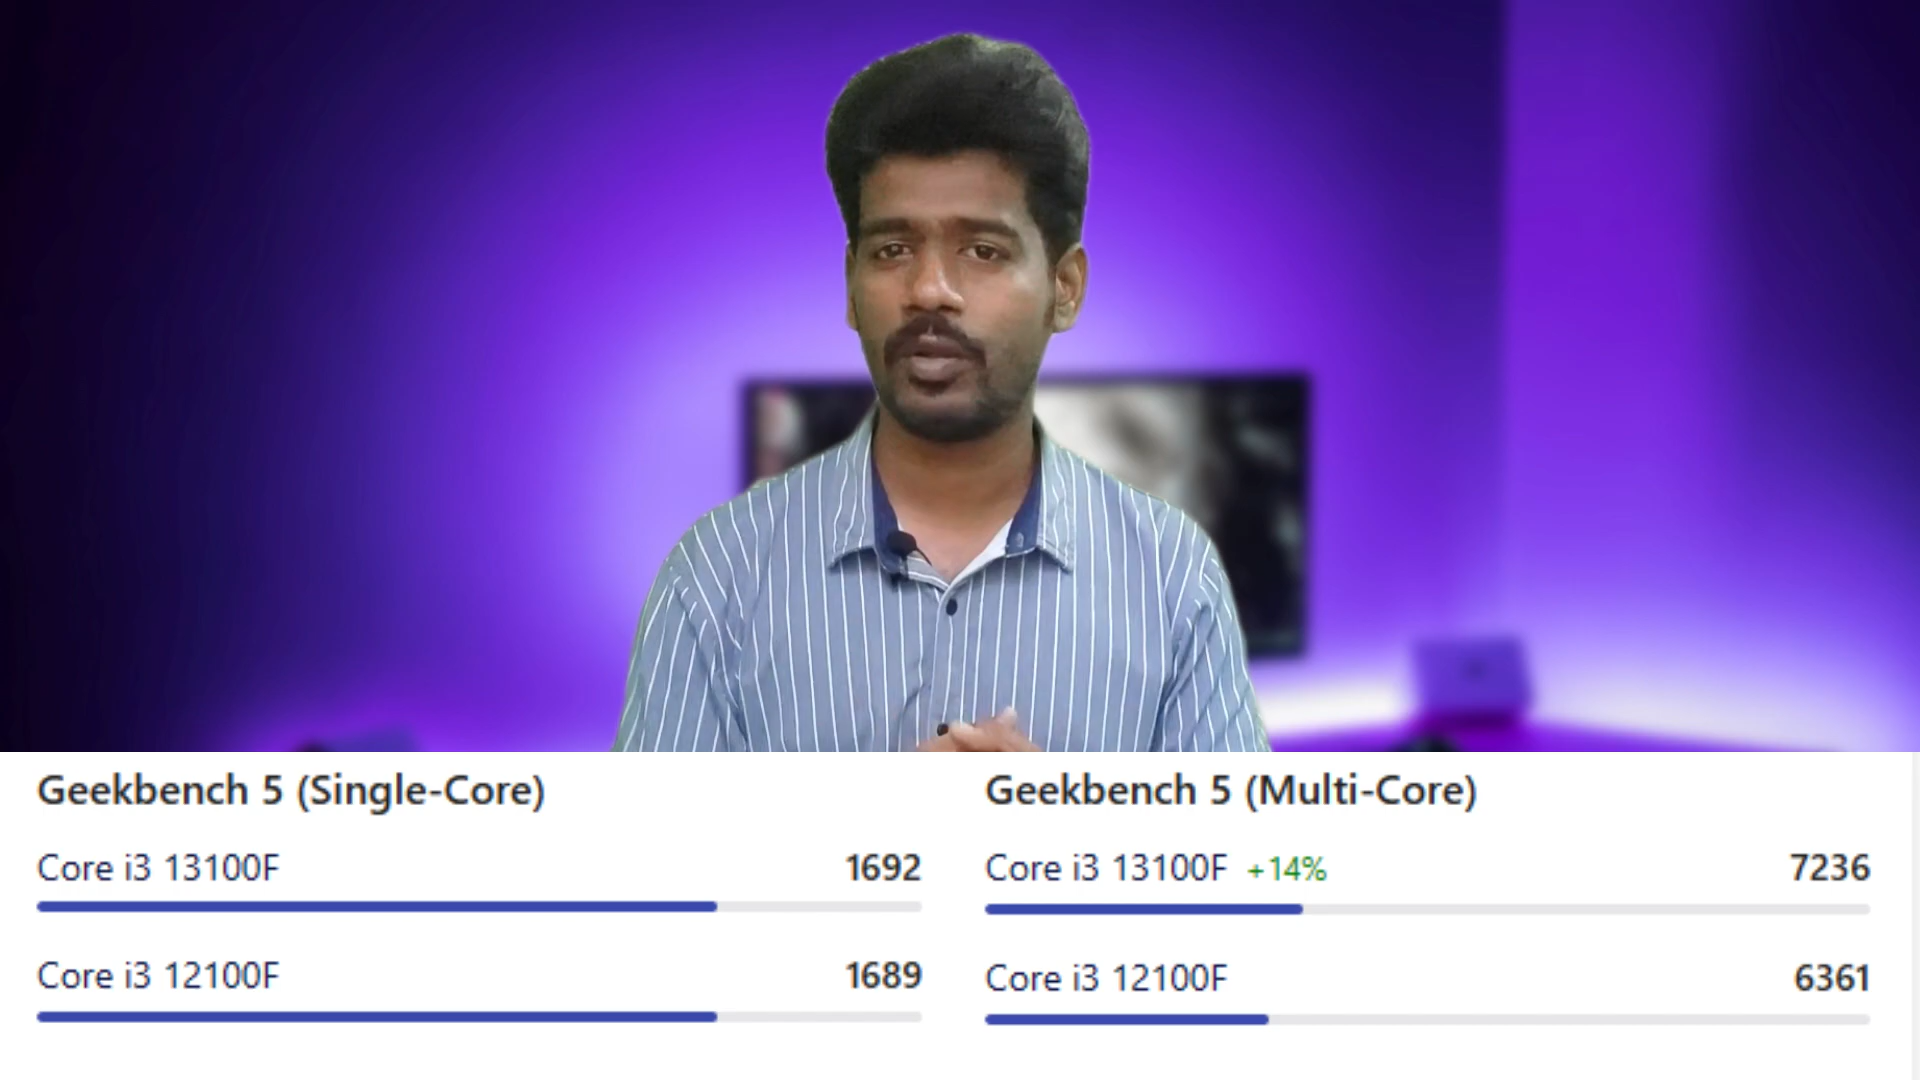 Geekbench 5 (Single-Core)
Core i3 13100F 1692
Core i3 12100F 1689
Geekbench 5 (Multi-Core)
Core i3 13100F +14% 7236
Core i3 12100F 6361